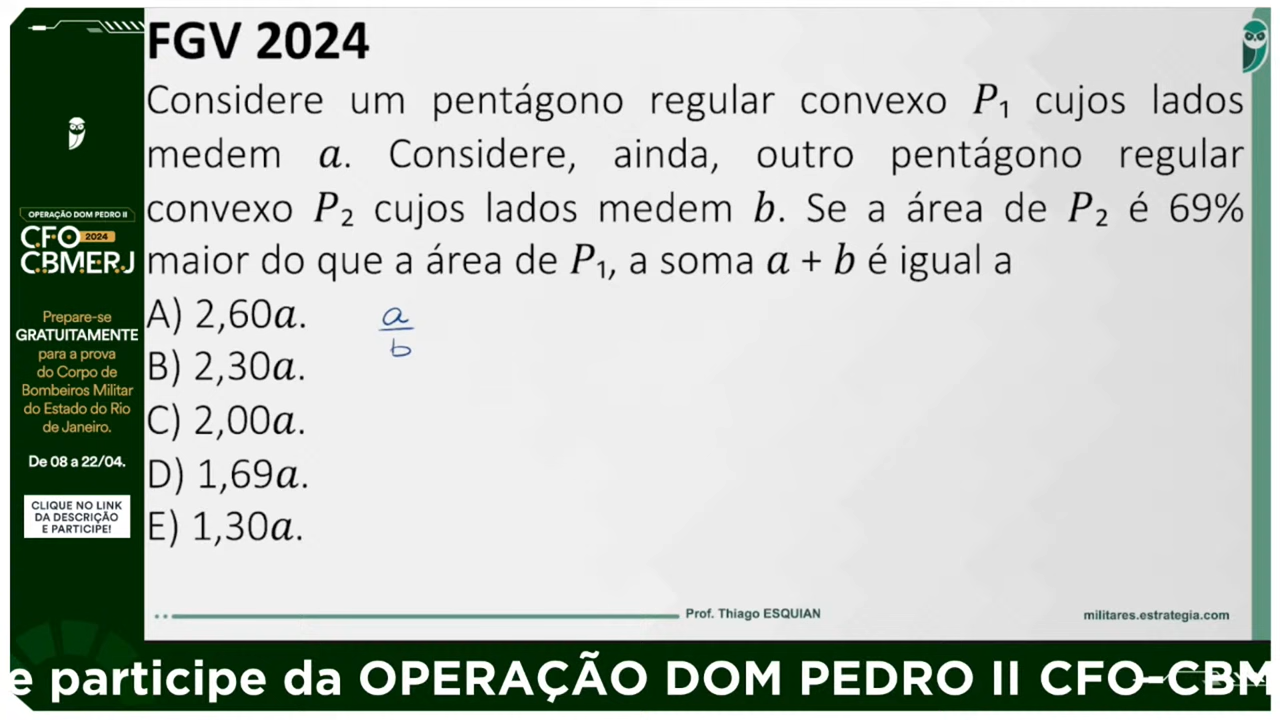 FGV 2024
Considere um pentágono regular convexo P₁ cujos lados
medem a. Considere, ainda, outro pentágono regular
convexo P₂ cujos lados medem b. Se a área de P₂ é 69%
maior do que a área de P₁, a soma a + b é igual a
A) 2,60a.
B) 2,30a.
C) 2,00a.
D) 1,69a.
E) 1,30a.
a
b
OPERAÇÃO DOM PEDRO II
CFO 2024
CBMERJ
Prepare-se
GRATUITAMENTE
para a prova
do Corpo de
Bombeiros Militar
do Estado do Rio
de Janeiro.
De 08 a 22/04.
CLIQUE NO LINK
DA DESCRIÇÃO
E PARTICIPE!
Prof. Thiago ESQUIAN
militares.estrategia.com
e participe da OPERAÇÃO DOM PEDRO II CFO-CBM